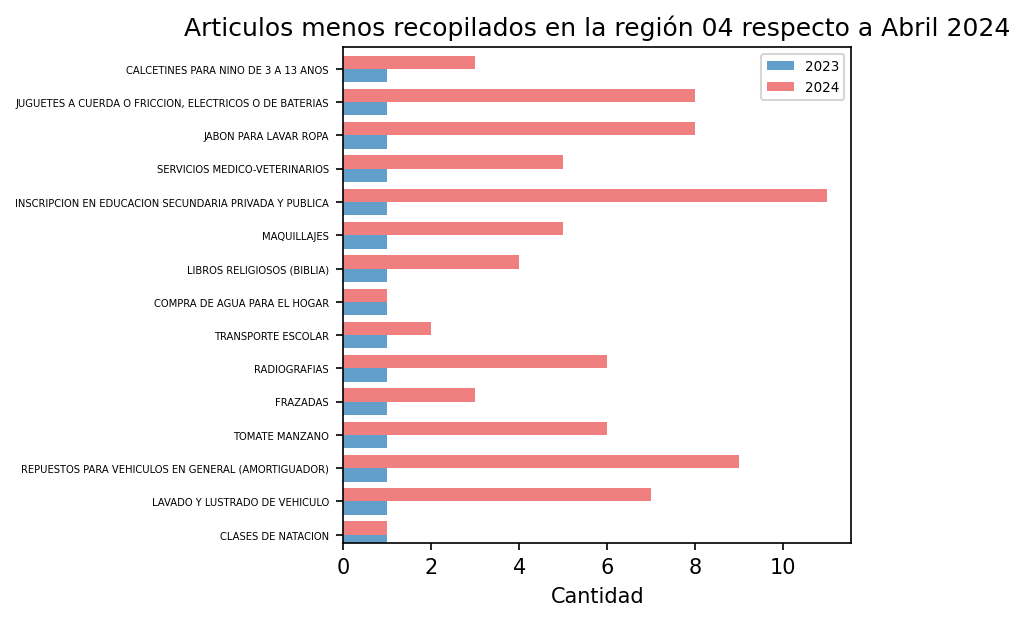 Articulos menos recopilados en la región 04 respecto a Abril 2024
2023
2024
CALCETINES PARA NINO DE 3 A 13 ANOS
JUGUETES A CUERDA O FRICCION, ELECTRICOS O DE BATERIAS
JABON PARA LAVAR ROPA
SERVICIOS MEDICO-VETERINARIOS
INSCRIPCION EN EDUCACION SECUNDARIA PRIVADA Y PUBLICA
MAQUILLAJES
LIBROS RELIGIOSOS (BIBLIA)
COMPRA DE AGUA PARA EL HOGAR
TRANSPORTE ESCOLAR
RADIOGRAFIAS
FRAZADAS
TOMATE MANZANO
REPUESTOS PARA VEHICULOS EN GENERAL (AMORTIGUADOR)
LAVADO Y LUSTRADO DE VEHICULO
CLASES DE NATACION
0 2 4 6 8 10
Cantidad